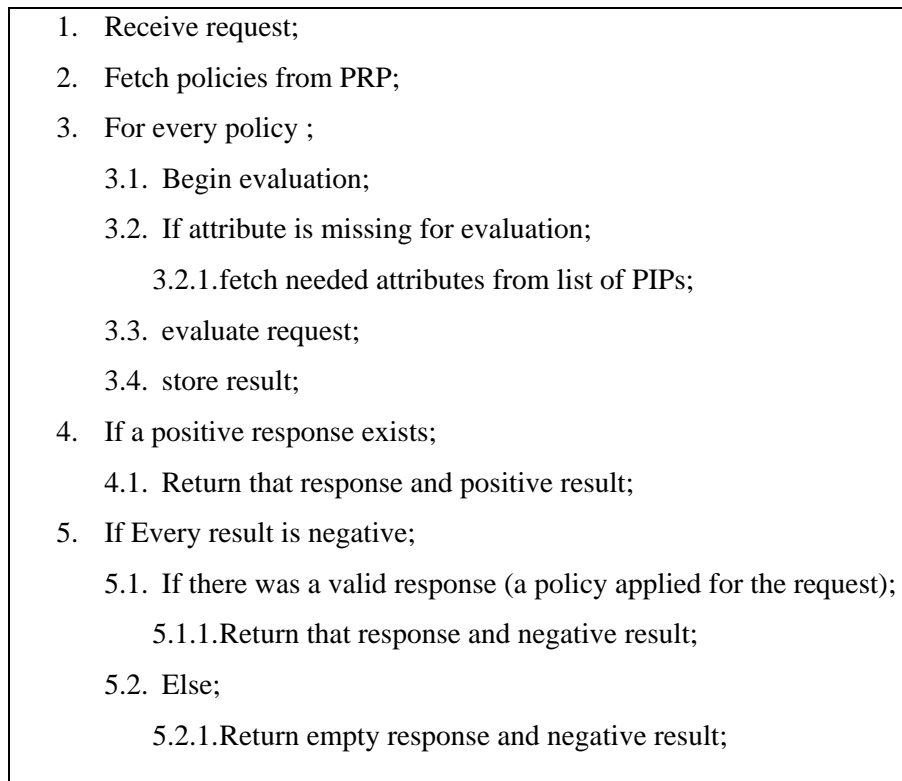 1. Receive request;
2. Fetch policies from PRP;
3. For every policy ;
3.1. Begin evaluation;
3.2. If attribute is missing for evaluation;
3.2.1.fetch needed attributes from list of PIPs;
3.3. evaluate request;
3.4. store result;
4. If a positive response exists;
4.1. Return that response and positive result;
5. If Every result is negative;
5.1. If there was a valid response (a policy applied for the request);
5.1.1.Return that response and negative result;
5.2. Else;
5.2.1.Return empty response and negative result;